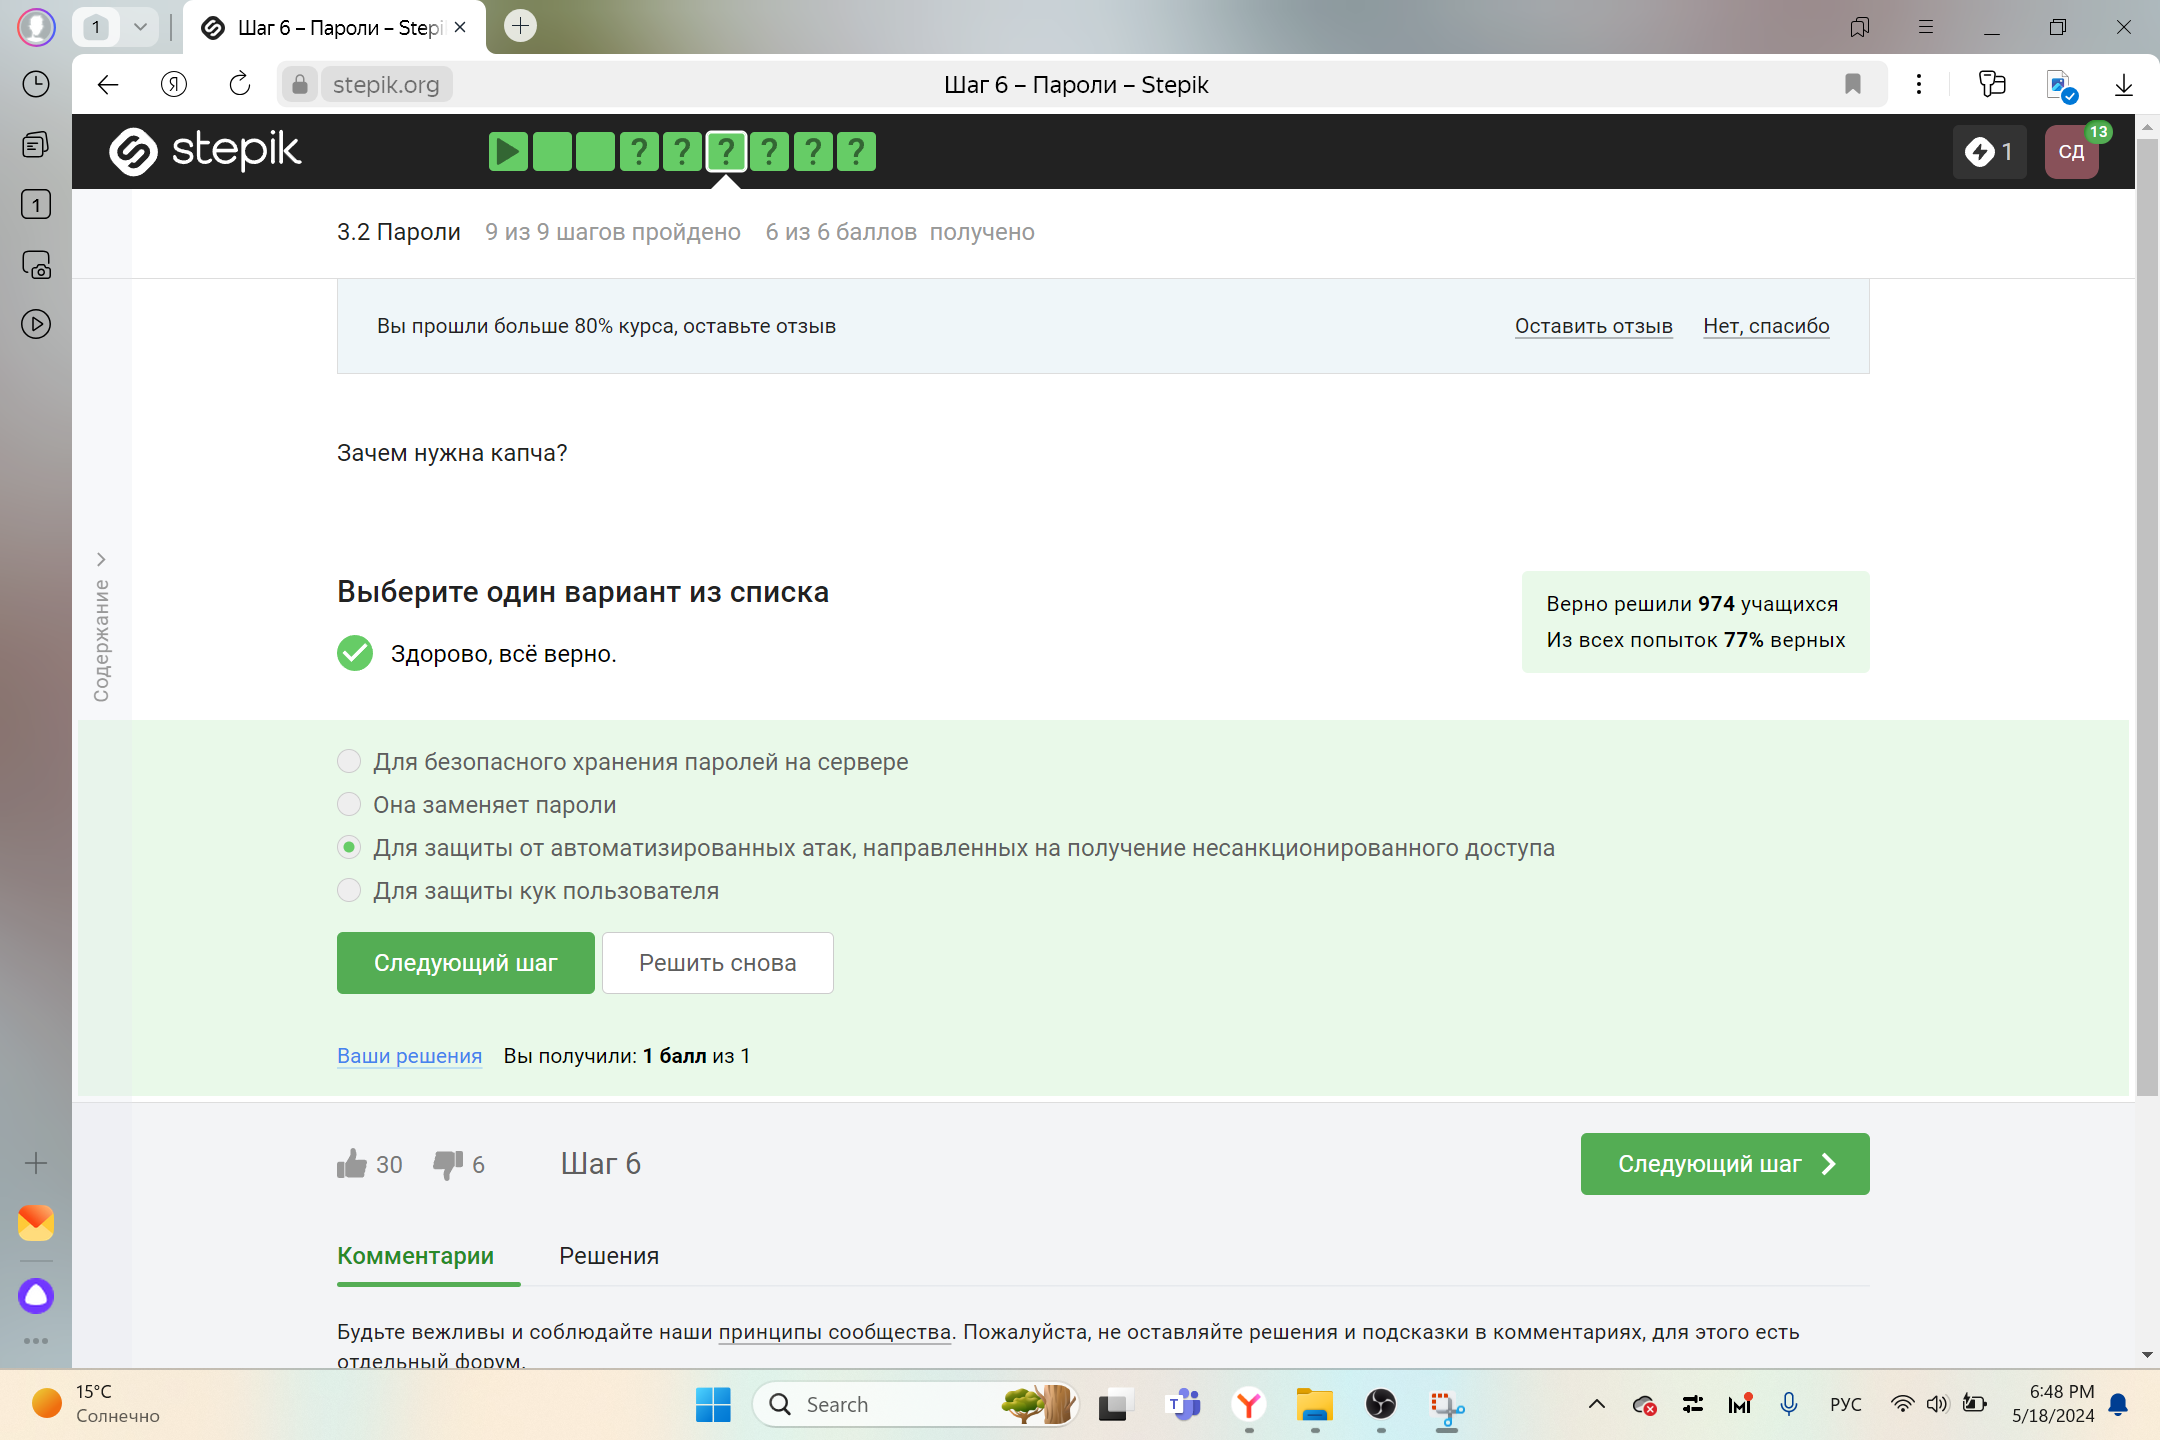 1
Шаг 6 – Пароли – Stepi
stepik.org
Шаг 6 – Пароли – Stepik
1
stepik
? ? ? ? ? ?
1
СД
13
3.2 Пароли 9 из 9 шагов пройдено 6 из 6 баллов получено
Вы прошли больше 80% курса, оставьте отзыв
Оставить отзыв
Нет, спасибо
Зачем нужна капча?
Содержание
Выберите один вариант из списка
Здорово, всё верно.
Верно решили 974 учащихся
Из всех попыток 77% верных
Для безопасного хранения паролей на сервере
Она заменяет пароли
Для защиты от автоматизированных атак, направленных на получение несанкционированного доступа
Для защиты кук пользователя
Следующий шаг
Решить снова
Ваши решения Вы получили: 1 балл из 1
30
6
Шаг 6
Следующий шаг
Комментарии
Решения
Будьте вежливы и соблюдайте наши принципы сообщества. Пожалуйста, не оставляйте решения и подсказки в комментариях, для этого есть
отдельный форум.
15°C
Солнечно
Search
РУС
6:48 PM
5/18/2024